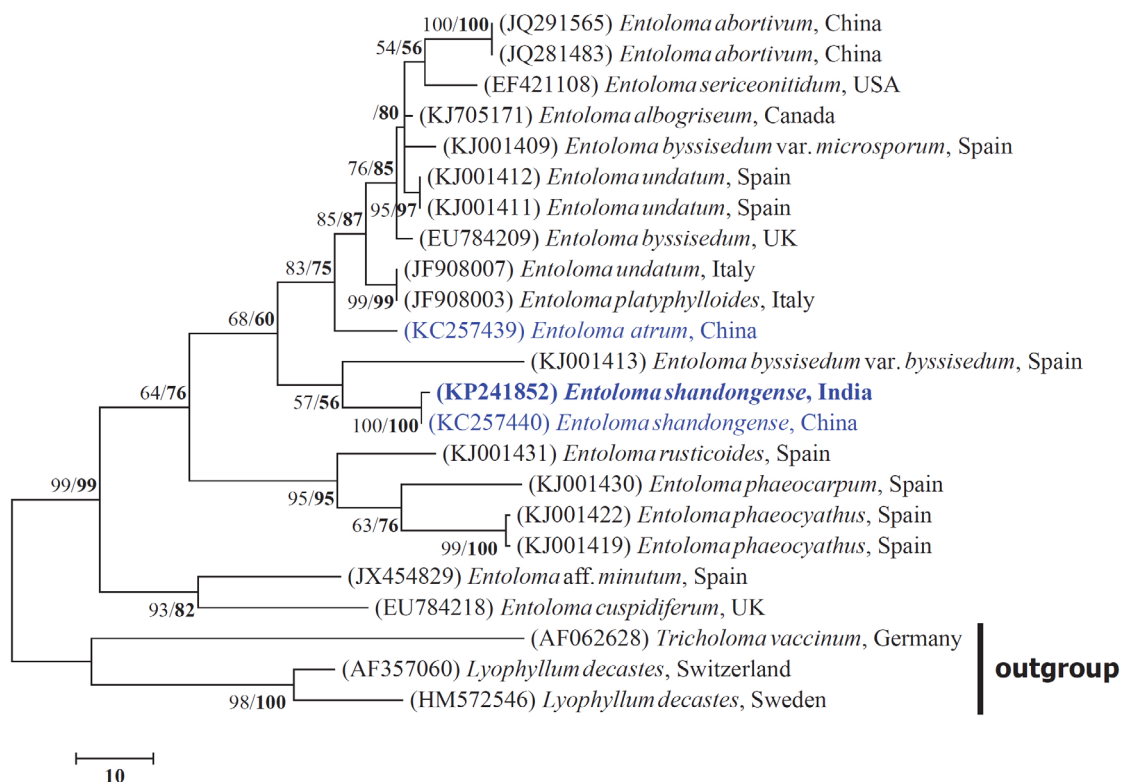 100/100
(JQ291565) Entoloma abortivum, China
54/56
(JQ281483) Entoloma abortivum, China
(EF421108) Entoloma sericeonitidum, USA
/80
(KJ705171) Entoloma albogriseum, Canada
(KJ001409) Entoloma byssisedum var. microsporum, Spain
76/85
(KJ001412) Entoloma undatum, Spain
95/97
(KJ001411) Entoloma undatum, Spain
85/87
(EU784209) Entoloma byssisedum, UK
83/75
(JF908007) Entoloma undatum, Italy
99/99
(JF908003) Entoloma platyphylloides, Italy
68/60
(KC257439) Entoloma atrum, China
(KJ001413) Entoloma byssisedum var. byssisedum, Spain
64/76
57/56
(KP241852) Entoloma shandongense, India
100/100
(KC257440) Entoloma shandongense, China
(KJ001431) Entoloma rusticoides, Spain
99/99
95/95
(KJ001430) Entoloma phaeocarpum, Spain
63/76
(KJ001422) Entoloma phaeocyathus, Spain
99/100
(KJ001419) Entoloma phaeocyathus, Spain
(JX454829) Entoloma aff. minutum, Spain
93/82
(EU784218) Entoloma cuspidiferum, UK
(AF062628) Tricholoma vaccinum, Germany
(AF357060) Lyophyllum decastes, Switzerland
outgroup
98/100
(HM572546) Lyophyllum decastes, Sweden
10